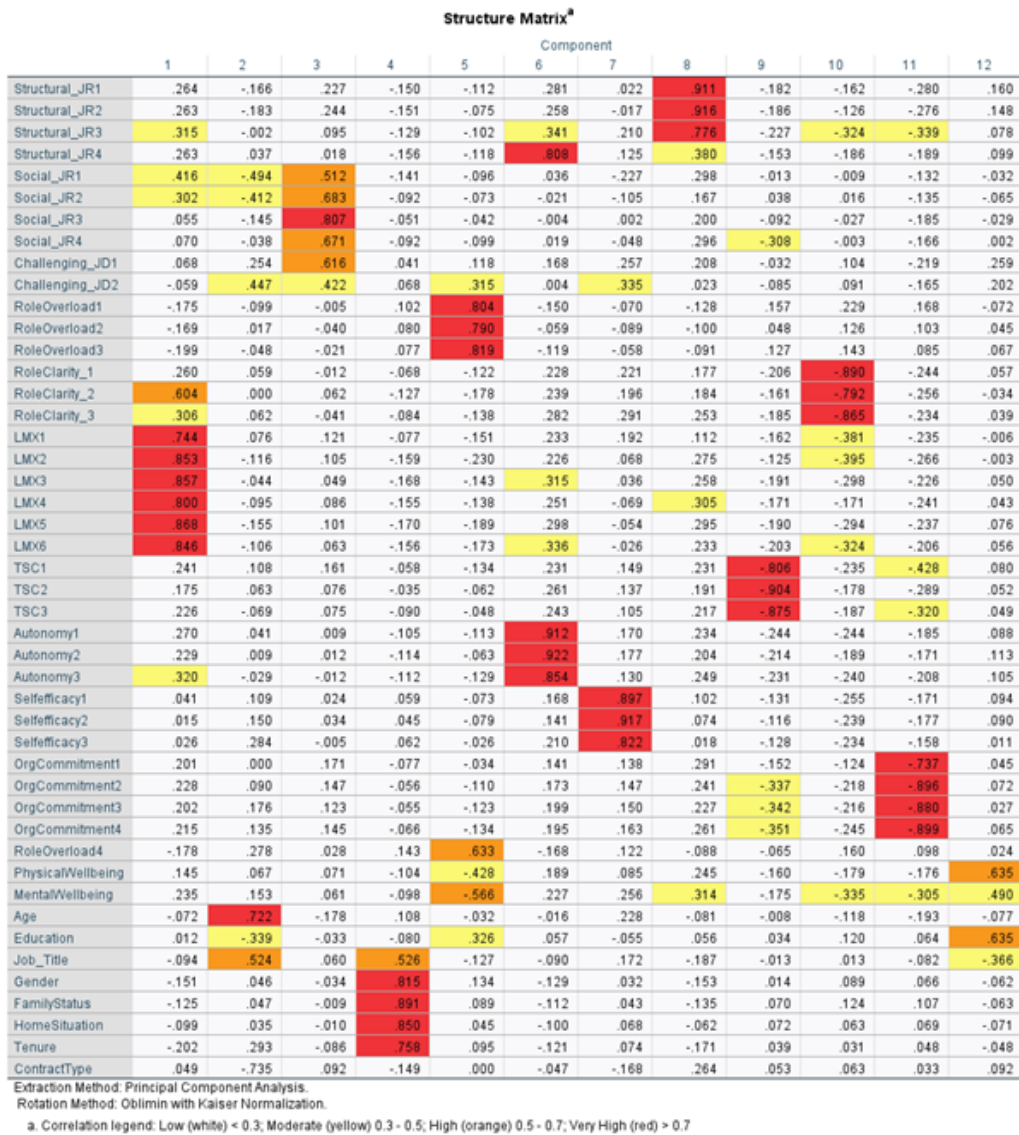 Structure Matrixa
Component
1 2 3 4 5 6 7 8 9 10 11 12
Structural_JR1 .264 -.166 .227 -.150 -.112 .281 .022 .911 -.182 -.162 -.280 .160
Structural_JR2 .263 -.183 .244 -.151 -.075 .258 -.017 .916 -.186 -.126 -.276 .148
Structural_JR3 .315 -.002 .095 -.129 -.102 .341 .210 .776 -.227 -.324 -.339 .078
Structural_JR4 .263 .037 .018 -.156 -.118 .808 .125 .380 -.153 -.186 -.189 .099
Social_JR1 .416 -.494 .512 -.141 -.096 .036 -.227 .298 -.013 -.009 -.132 -.032
Social_JR2 .302 -.412 .683 -.092 -.073 -.021 -.105 .167 .038 .016 -.135 -.065
Social_JR3 .055 -.145 .807 -.051 -.042 -.004 .002 .200 -.092 -.027 -.185 -.029
Social_JR4 .070 -.038 .671 -.092 -.099 .019 -.048 .296 -.308 -.003 -.166 .002
Challenging_JD1 .068 .254 .616 .041 .118 .168 .257 .208 -.032 .104 -.219 .259
Challenging_JD2 -.059 .447 .422 .068 .315 .004 .335 .023 -.085 .091 -.165 .202
RoleOverload1 -.175 -.099 -.005 .102 .804 -.150 -.070 -.128 .157 .229 .168 -.072
RoleOverload2 -.169 .017 -.040 .080 .790 -.059 -.089 -.100 .048 .126 .103 .045
RoleOverload3 -.199 -.048 -.021 .077 .819 -.119 -.058 -.091 .127 .143 .085 .067
RoleClarity_1 .260 .059 -.012 -.068 -.122 .228 .221 .177 -.206 -.890 -.244 .057
RoleClarity_2 .604 .000 .062 -.127 -.178 .239 .196 .184 -.161 -.792 -.256 -.034
RoleClarity_3 .306 .062 -.041 -.084 -.138 .282 .291 .253 -.185 -.865 -.234 .039
LMX1 .744 .076 .121 -.077 -.151 .233 .192 .112 -.162 -.381 -.235 -.006
LMX2 .853 -.116 .105 -.159 -.230 .226 .068 .275 -.125 -.395 -.266 -.003
LMX3 .857 -.044 .049 -.168 -.143 .315 .036 .258 -.191 -.298 -.226 .050
LMX4 .800 -.095 .086 -.155 -.138 .251 -.069 .305 -.171 -.171 -.241 .043
LMX5 .868 -.155 .101 -.170 -.189 .298 -.054 .295 -.190 -.294 -.237 .076
LMX6 .846 -.106 .063 -.156 -.173 .336 -.026 .233 -.203 -.324 -.206 .056
TSC1 .241 .108 .161 -.058 -.134 .231 .149 .231 -.806 -.235 -.428 .080
TSC2 .175 .063 .076 -.035 -.062 .261 .137 .191 -.904 -.178 -.289 .052
TSC3 .226 -.069 .075 -.090 -.048 .243 .105 .217 -.875 -.187 -.320 .049
Autonomy1 .270 .041 .009 -.105 -.113 .912 .170 .234 -.244 -.244 -.185 .088
Autonomy2 .229 .009 .012 -.114 -.063 .922 .177 .204 -.214 -.189 -.171 .113
Autonomy3 .320 -.029 -.012 -.112 -.129 .854 .130 .249 -.231 -.240 -.208 .105
Selfefficacy1 .041 .109 .024 .059 -.073 .168 .897 .102 -.131 -.255 -.171 .094
Selfefficacy2 .015 .150 .034 .045 -.079 .141 .917 .074 -.116 -.239 -.177 .090
Selfefficacy3 .026 .284 -.005 .062 -.026 .210 .822 .018 -.128 -.234 -.158 .011
OrgCommitment1 .201 .000 .171 -.077 -.034 .141 .138 .291 -.152 -.124 -.737 .045
OrgCommitment2 .228 .090 .147 -.056 -.110 .173 .147 .241 -.337 -.218 -.896 .072
OrgCommitment3 .202 .176 .123 -.055 -.123 .199 .150 .227 -.342 -.216 -.880 .027
OrgCommitment4 .215 .135 .145 -.066 -.134 .195 .163 .261 -.351 -.245 -.899 .065
RoleOverload4 -.178 .278 .028 .143 .633 -.168 .122 -.088 -.065 .160 .098 .024
PhysicalWellbeing .145 .067 .071 -.104 -.428 .189 .085 .245 -.160 -.179 -.176 .635
MentalWellbeing .235 .153 .061 -.098 -.566 .227 .256 .314 -.175 -.335 -.305 .490
Age -.072 .722 -.178 .108 -.032 -.016 .228 -.081 -.008 -.118 -.193 -.077
Education .012 -.339 -.033 -.080 .326 .057 -.055 .056 .034 .120 .064 .635
Job_Title -.094 .524 .060 .526 -.127 -.090 .172 -.187 -.013 .013 -.082 -.366
Gender -.151 .046 -.034 .815 .134 -.129 .032 -.153 .014 .089 .066 -.062
FamilyStatus -.125 .047 -.009 .891 .089 -.112 .043 -.135 .070 .124 .107 -.063
HomeSituation -.099 .035 -.010 .850 .045 -.100 .068 -.062 .072 .063 .069 -.071
Tenure -.202 .293 -.086 .758 .095 -.121 .074 -.171 .039 .031 .048 -.048
ContractType .049 -.735 .092 -.149 .000 -.047 -.168 .264 .053 .063 .033 .092
Extraction Method: Principal Component Analysis.
Rotation Method: Oblimin with Kaiser Normalization.
a. Correlation legend: Low (white) < 0.3; Moderate (yellow) 0.3 - 0.5; High (orange) 0.5 - 0.7; Very High (red) > 0.7